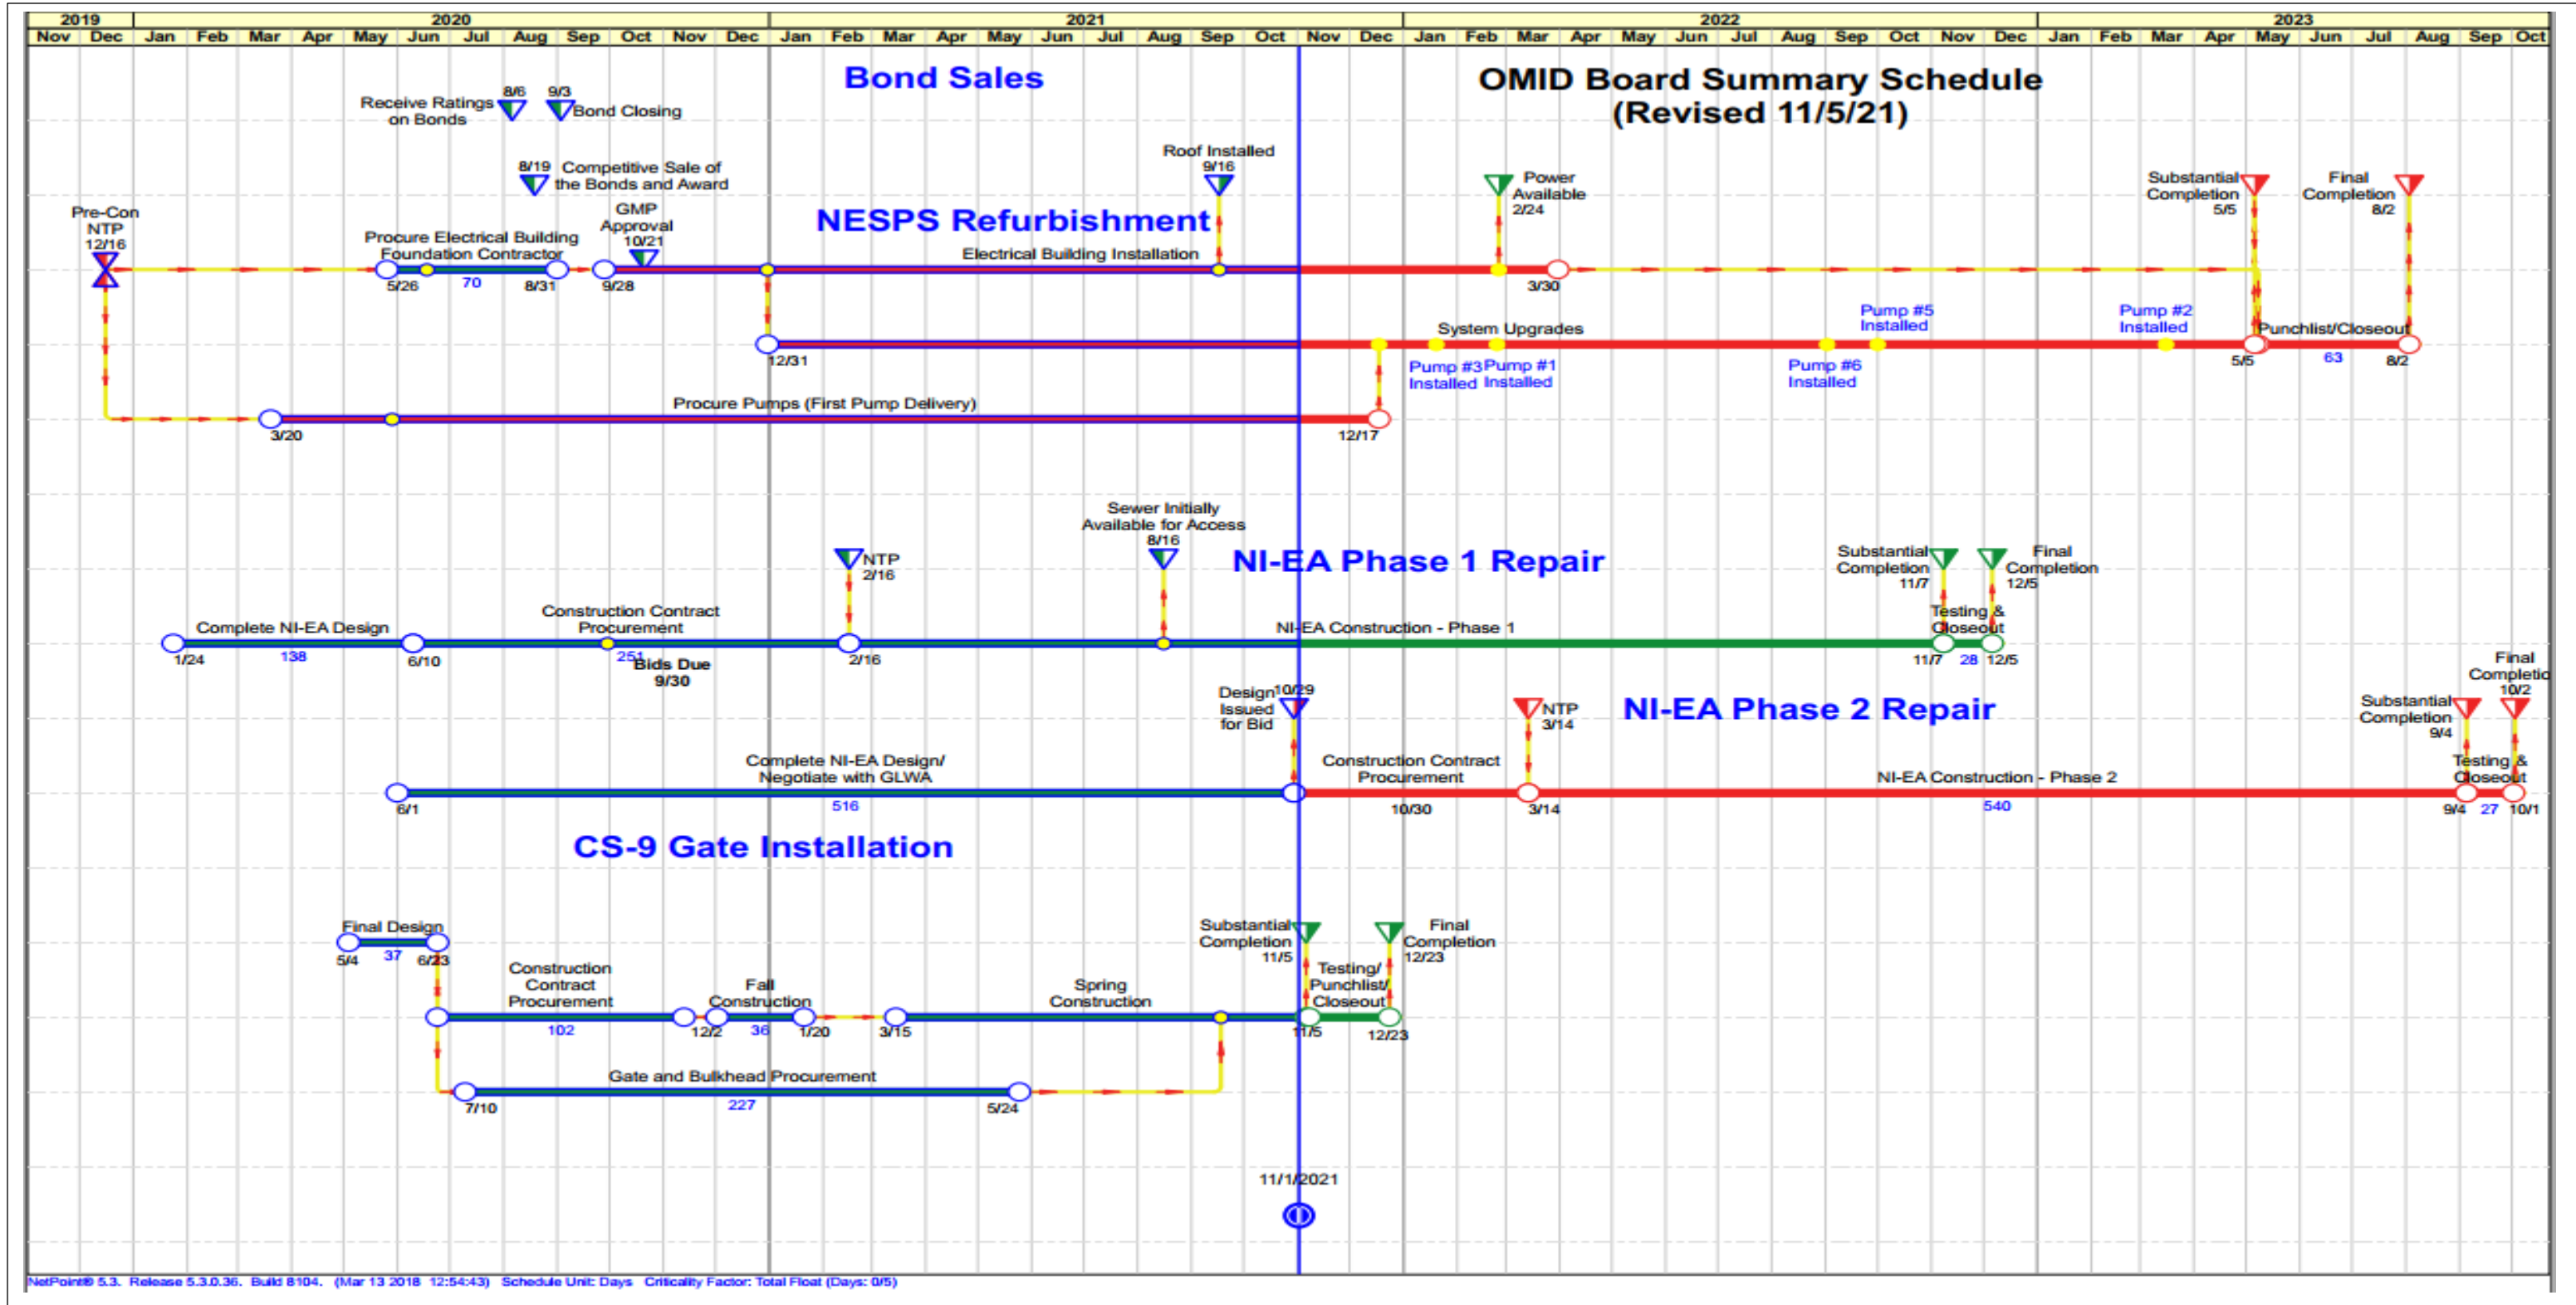 2019 2020 2021 2022 2023
Nov Dec Jan Feb Mar Apr May Jun Jul Aug Sep Oct Nov Dec Jan Feb Mar Apr May Jun Jul Aug Sep Oct Nov Dec Jan Feb Mar Apr May Jun Jul Aug Sep Oct Nov Dec Jan Feb Mar Apr May Jun Jul Aug Sep Oct
Bond Sales
OMID Board Summary Schedule
(Revised 11/5/21)
Receive Ratings
on Bonds
8/6
9/3
Bond Closing
8/19
Competitive Sale of
the Bonds and Award
NESPS Refurbishment
Pre-Con
NTP
12/16
Procure Electrical Building
Foundation Contractor
5/26
70
8/31
GMP
Approval
10/21
9/28
Electrical Building Installation
Roof Installed
9/16
Power
Available
2/24
3/30
Substantial
Completion
5/5
Final
Completion
8/2
12/31
System Upgrades
Pump #3
Installed
Pump #1
Installed
Pump #6
Installed
Pump #5
Installed
Pump #2
Installed
5/5
Punchlist/Closeout
63
8/2
3/20
Procure Pumps (First Pump Delivery)
12/17
NI-EA Phase 1 Repair
Complete NI-EA Design
1/24
138
6/10
Construction Contract
Procurement
251
Bids Due
9/30
NTP
2/16
2/16
Sewer Initially
Available for Access
8/16
NI-EA Construction - Phase 1
Substantial
Completion
11/7
Final
Completion
12/5
Testing &
Closeout
11/7
28
12/5
NI-EA Phase 2 Repair
Complete NI-EA Design/
Negotiate with GLWA
6/1
516
Design
Issued
for Bid
10/29
Construction Contract
Procurement
10/30
NTP
3/14
3/14
NI-EA Construction - Phase 2
540
Substantial
Completion
9/4
Final
Completio
10/2
Testing &
Closeout
9/4
27
10/1
CS-9 Gate Installation
Final Design
5/4
37
6/23
Construction
Contract
Procurement
102
12/2
Fall
Construction
36
1/20
3/15
Spring
Construction
Substantial
Completion
11/5
Final
Completion
12/23
Testing/
Punchlist/
Closeout
11/5
12/23
Gate and Bulkhead Procurement
7/10
227
5/24
11/1/2021
NetPoint® 5.3. Release 5.3.0.36. Build 8104. (Mar 13 2018 12:54:43) Schedule Unit: Days Criticality Factor: Total Float (Days: 0/5)